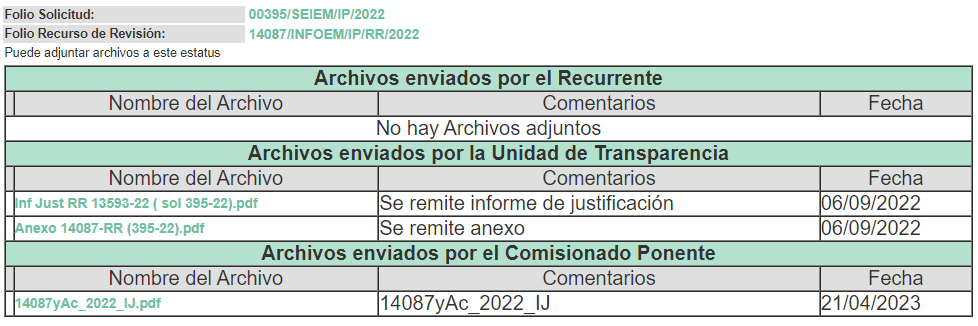 Folio Solicitud: 00395/SEIEM/IP/2022
Folio Recurso de Revisión: 14087/INFOEM/IP/RR/2022
Puede adjuntar archivos a este estatus
Archivos enviados por el Recurrente
Nombre del Archivo Comentarios Fecha
No hay Archivos adjuntos
Archivos enviados por la Unidad de Transparencia
Nombre del Archivo Comentarios Fecha
Inf Just RR 13593-22 ( sol 395-22).pdf Se remite informe de justificación 06/09/2022
Anexo 14087-RR (395-22).pdf Se remite anexo 06/09/2022
Archivos enviados por el Comisionado Ponente
Nombre del Archivo Comentarios Fecha
14087yAc_2022_IJ.pdf 14087yAc_2022_IJ 21/04/2023